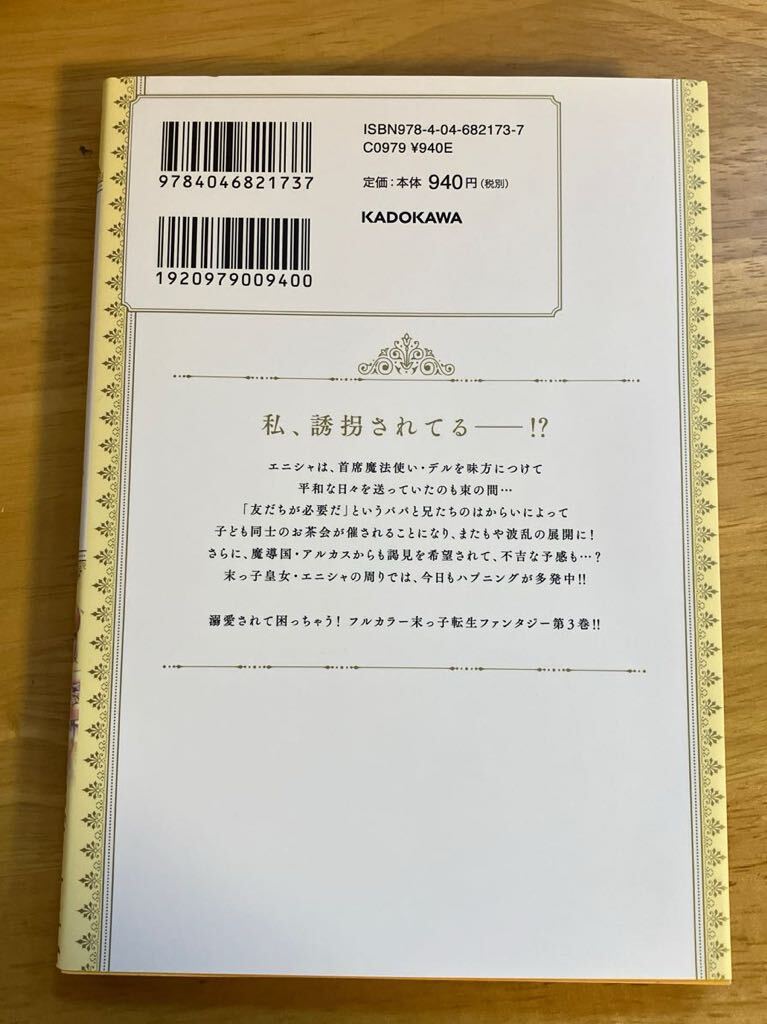 ISBN978-4-04-682173-7
C0979 ¥940E
9784046821737
定価：本体940円（税別）
KADOKAWA
1920979009400
私、誘拐されてる――!?
エニシャは、首席魔法使い・デルを味方につけて
平和な日々を送っていたのも束の間…
「友だちが必要だ」というパパと兄たちのはからいによって
子ども同士のお茶会が催されることになり、またもや波乱の展開に！
さらに、魔導国・アルカスからも謁見を希望されて、不吉な予感も…？
末っ子皇女・エニシャの周りでは、今日もハプニングが多発中!!
溺愛されて困っちゃう！ フルカラー末っ子転生ファンタジー第3巻!!